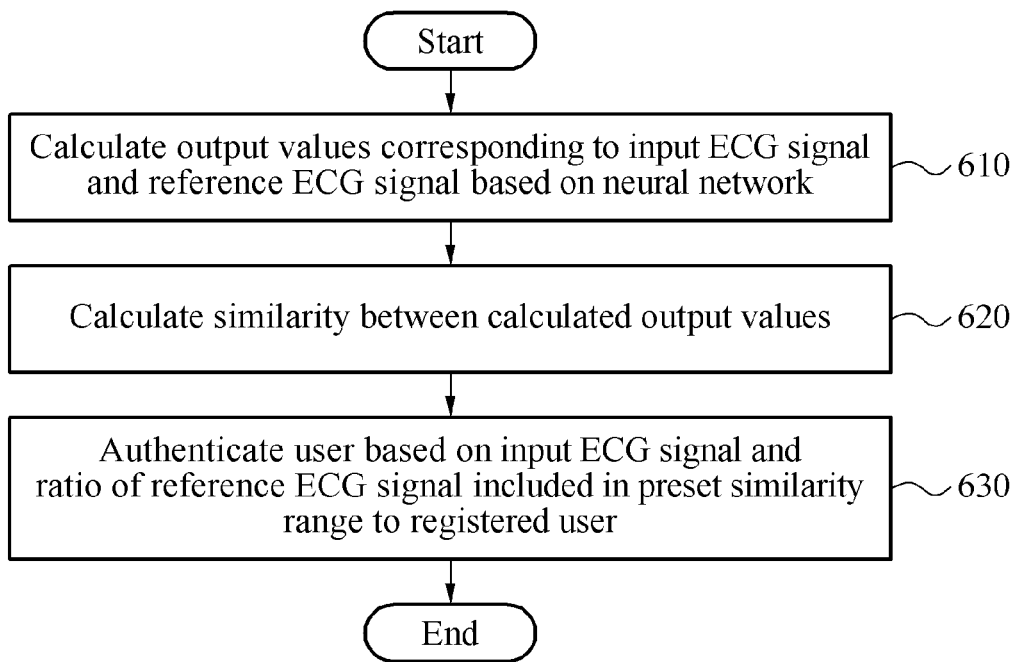 Start
Calculate output values corresponding to input ECG signal
and reference ECG signal based on neural network
610
Calculate similarity between calculated output values
620
Authenticate user based on input ECG signal and
ratio of reference ECG signal included in preset similarity
range to registered user
630
End